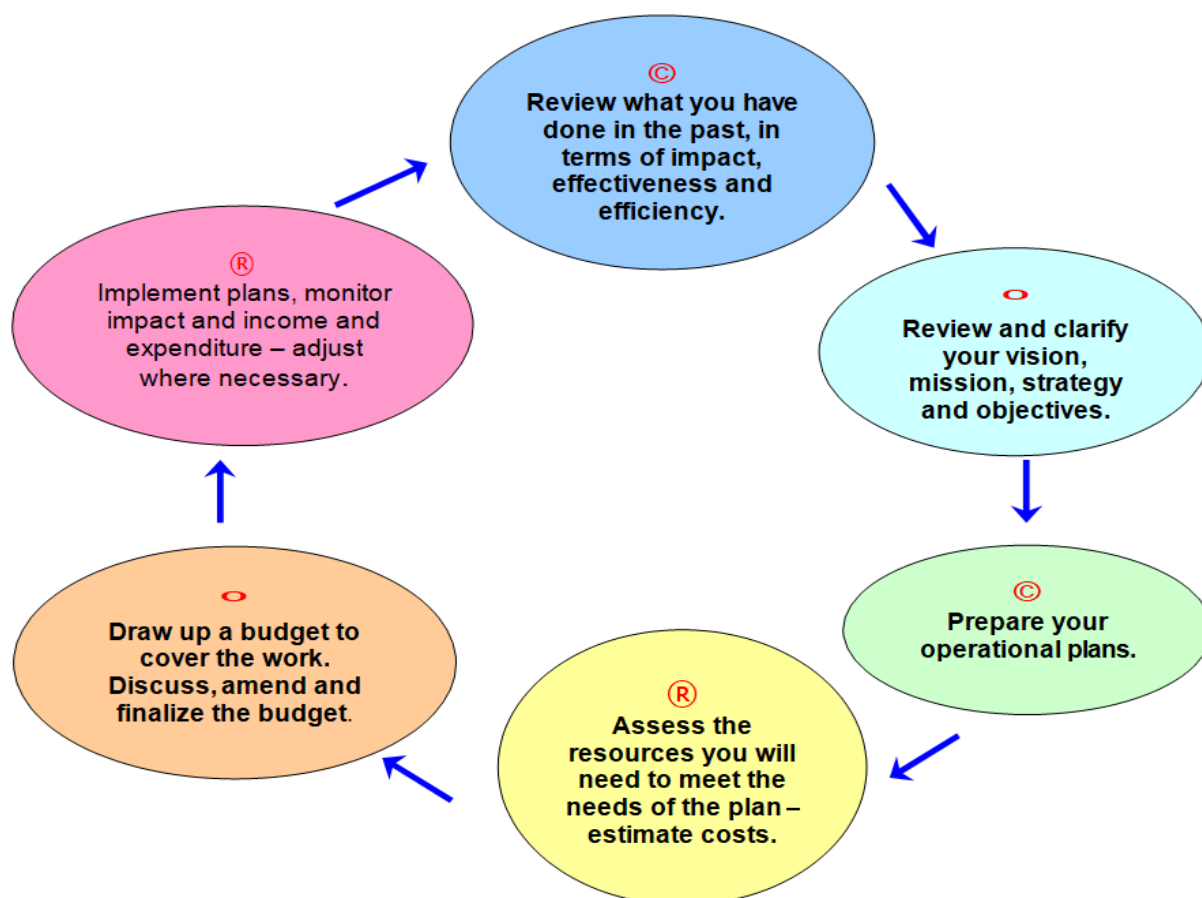 ©
Review what you have
done in the past, in
terms of impact,
effectiveness and
efficiency.
o
Review and clarify
your vision,
mission, strategy
and objectives.
©
Prepare your
operational plans.
®
Assess the
resources you will
need to meet the
needs of the plan –
estimate costs.
o
Draw up a budget to
cover the work.
Discuss, amend and
finalize the budget.
®
Implement plans, monitor
impact and income and
expenditure – adjust
where necessary.